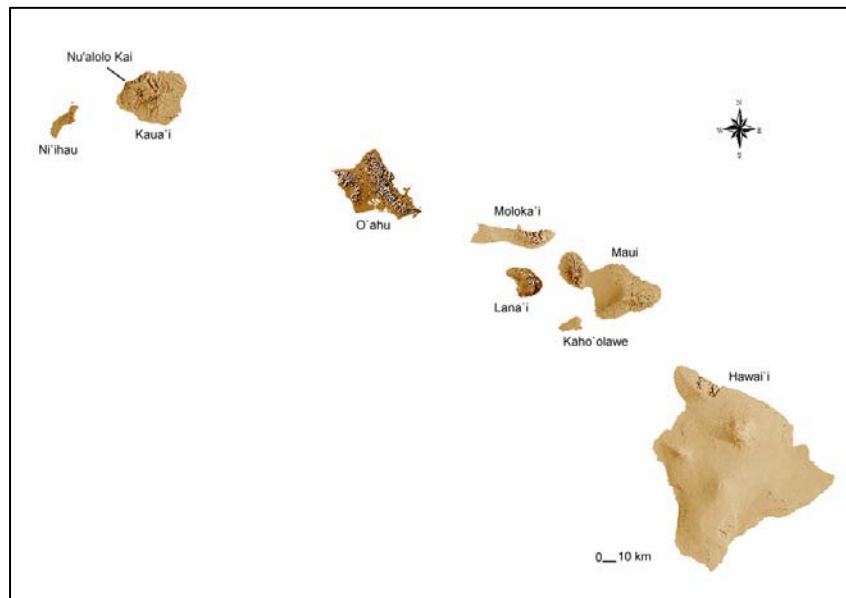 Nu'alolo Kai
Kaua`i
Ni`ihau
N
W E
S
O`ahu
Moloka`i
Maui
Lana`i
Kaho`olawe
Hawai`i
0 10 km